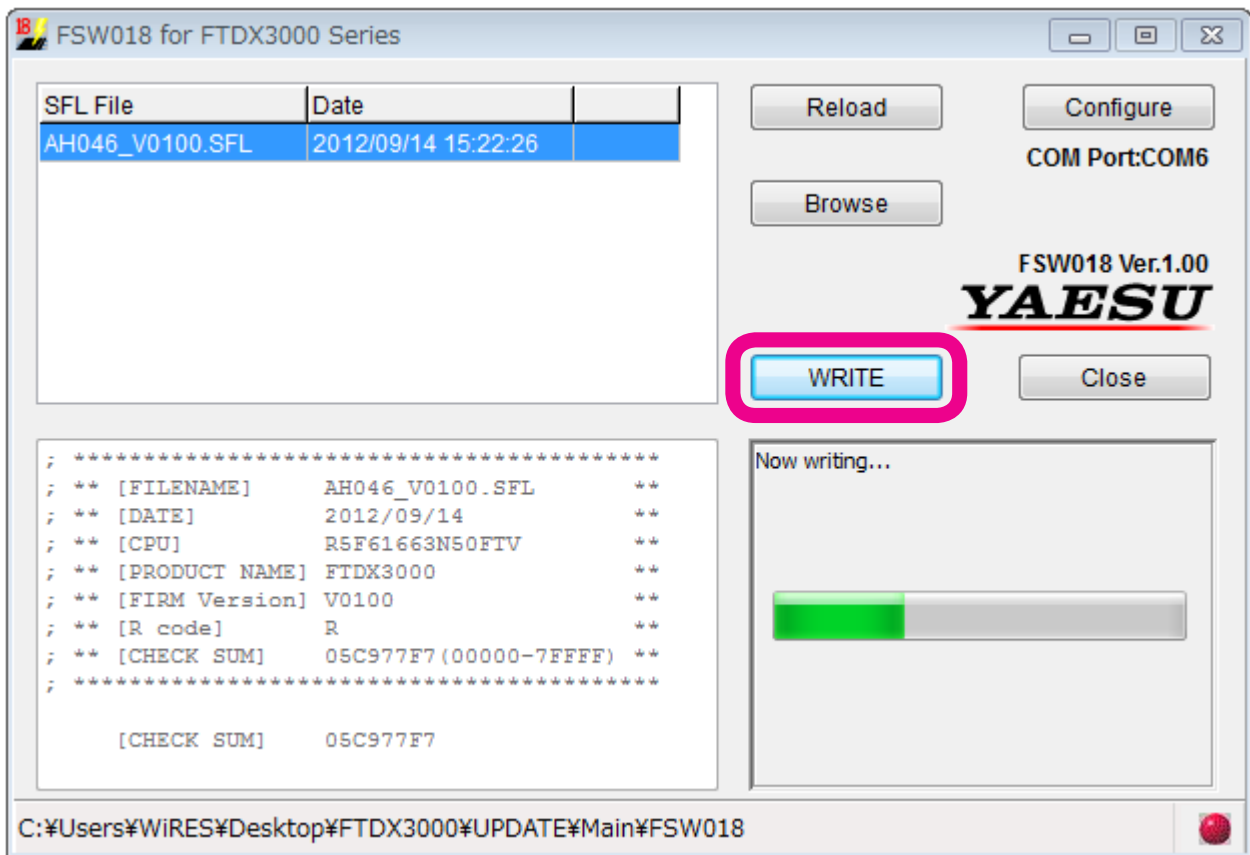 18 FSW018 for FTDX3000 Series
SFL File Date
AH046_V0100.SFL 2012/09/14 15:22:26
Reload
Configure
COM Port:COM6
Browse
FSW018 Ver.1.00
YAESU
WRITE
Close
; ******************************************
; ** [FILENAME] AH046_V0100.SFL **
; ** [DATE] 2012/09/14 **
; ** [CPU] R5F61663N50FTV **
; ** [PRODUCT NAME] FTDX3000 **
; ** [FIRM Version] V0100 **
; ** [R code] R **
; ** [CHECK SUM] 05C977F7(00000-7FFFF) **
; ******************************************
[CHECK SUM] 05C977F7
Now writing...
C:¥Users¥WiRES¥Desktop¥FTDX3000¥UPDATE¥Main¥FSW018